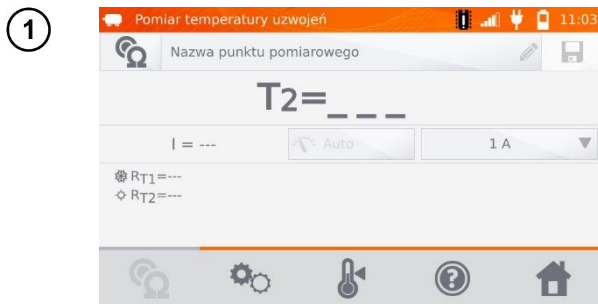 1
Pomiar temperatury uzwojeń 11:03
Nazwa punktu pomiarowego
T2=_ _ _
I = --- Auto 1 A
RT1=---
RT2=---